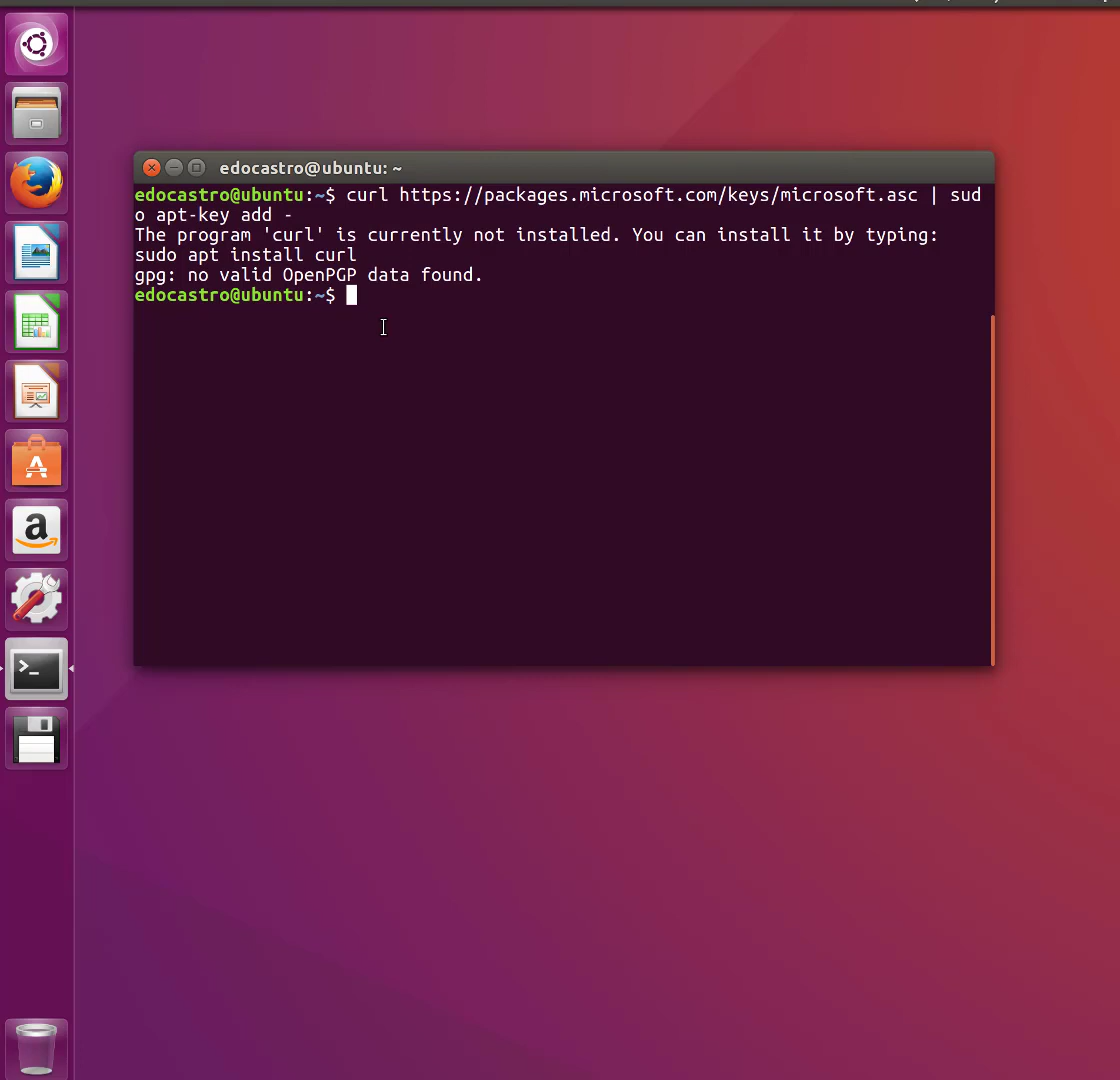 edocastro@ubuntu: ~
edocastro@ubuntu:~$ curl https://packages.microsoft.com/keys/microsoft.asc | sud
o apt-key add -
The program 'curl' is currently not installed. You can install it by typing:
sudo apt install curl
gpg: no valid OpenPGP data found.
edocastro@ubuntu:~$